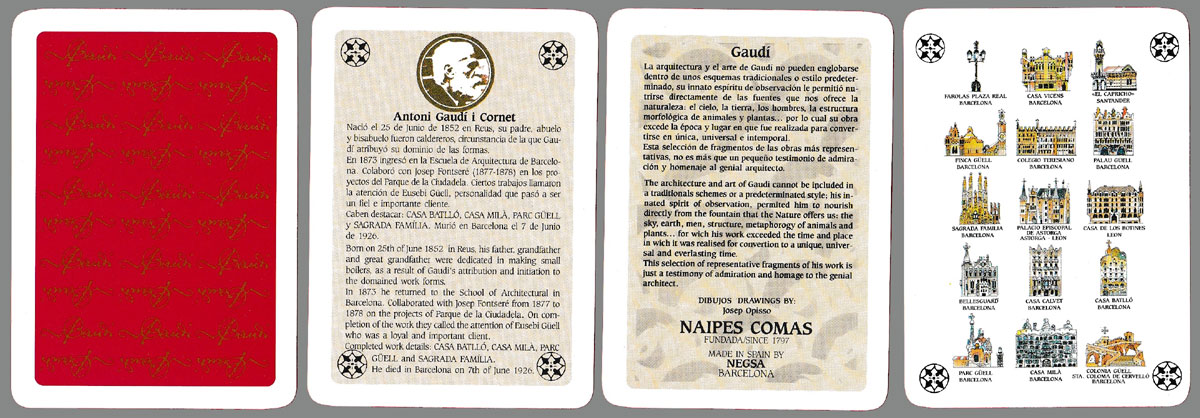 Gaudí Gaudí Gaudí
Antoni Gaudí i Cornet
Nació el 25 de Junio de 1852 en Reus, su padre, abuelo
y bisabuelo fueron caldereros, circunstancia de la que Gau-
dí arribuyó su dominio de las formas.
En 1873 ingresó en la Escuela de Arquitectura de Barcelo-
na. Colaboró con Josep Fontseré (1877-1878) en los pro-
yectos del Parque de la Ciudadela. Ciertos trabajos llamaron
la atención de Eusebi Güell, personalidad que pasó a ser
un fiel e importante cliente.
Caben destacar: CASA BATLLÓ, CASA MILÀ, PARC GÜELL
y SAGRADA FAMÍLIA. Murió en Barcelona el 7 de Junio
de 1926.
Born on 25th of June 1852 in Reus, his father, grandfather
and great grandfather were dedicated in making small
boilers, as a result of Gaudi's attribution and initiation to
the domained work forms.
In 1873 he returned to the School of Architectural in
Barcelona. Collaborated with Josep Fontseré from 1877 to
1878 on the projects of Parque de la Ciudadela. On com-
pletion of the work they called the attention of Eusebi Güell
who was a loyal and important client.
Completed work details: CASA BATLLÓ, CASA MILÀ, PARC
GÜELL and SAGRADA FAMÍLIA.
He died in Barcelona on 7th of June 1926.
Gaudí
La arquitectura y el arte de Gaudí no pueden englobarse
dentro de unos esquemas tradicionales o estilo predeter-
minado, su innato espíritu de observación le permitió nu-
trirse directamente de las fuentes que nos ofrece la
naturaleza: el cielo, la tierra, los hombres, la estructura
morfológica de animales y plantas... por lo cual su obra
excede la época y lugar en que fue realizada para conver-
tirse en única, universal e intemporal.
Esta selección de fragmentos de las obras más represen-
tativas, no es más que un pequeño testimonio de admira-
ción y homenaje al genial arquitecto.
The architecture and art of Gaudí cannot be included in
a traditionals schemes or a predeterminated style; his in-
nated spirit of observation, permited him to nourish
directly from the fountain that the Nature offers us: the
sky, earth, men, structure, metaphorogy of animals and
plants... for wich his work exceeded the time and place
in wich it was realised for convertion to a unique, univer-
sal and everlasting time.
This selection of representative fragments of his work is
just a testimony of admiration and homage to the genial
architect.
DIBUJOS DRAWINGS BY:
Josep Opisso
NAIPES COMAS
FUNDADA/SINCE 1797
MADE IN SPAIN BY
NEGSA
BARCELONA
FAROLAS PLAZA REAL
BARCELONA
CASA VICENS
BARCELONA
«EL CAPRICHO»
SANTANDER
FINCA GÜELL
BARCELONA
COLEGIO TERESIANO
BARCELONA
PALAU GÜELL
BARCELONA
SAGRADA FAMILIA
BARCELONA
PALACIO EPISCOPAL
DE ASTORGA
ASTORGA - LEON
CASA DE LOS BOTINES
LEON
BELLESGUARD
BARCELONA
CASA CALVET
BARCELONA
CASA BATLLÓ
BARCELONA
PARC GÜELL
BARCELONA
CASA MILÀ
BARCELONA
COLONIA GÜELL
STA. COLOMA DE CERVELLÓ
BARCELONA